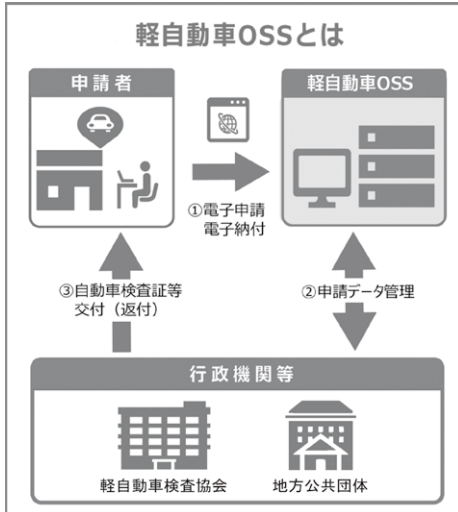 軽自動車OSSとは
申請者
軽自動車OSS
①電子申請
電子納付
③自動車検査証等
交付（返付）
②申請データ管理
行政機関等
軽自動車検査協会
地方公共団体